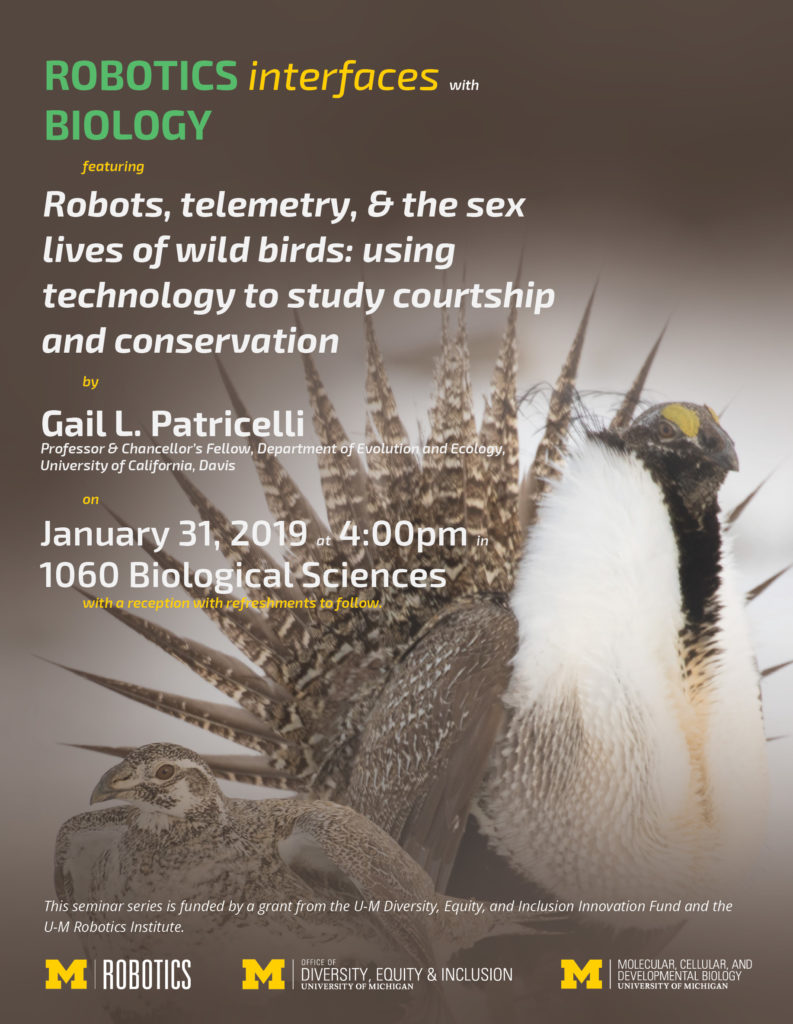 ROBOTICS interfaces with
BIOLOGY
featuring
Robots, telemetry, & the sex
lives of wild birds: using
technology to study courtship
and conservation
by
Gail L. Patricelli
Professor & Chancellor's Fellow, Department of Evolution and Ecology,
University of California, Davis
on
January 31, 2019 at 4:00pm in
1060 Biological Sciences
with a reception with refreshments to follow.
This seminar series is funded by a grant from the U-M Diversity, Equity, and Inclusion Innovation Fund and the
U-M Robotics Institute.
M ROBOTICS
M OFFICE OF
DIVERSITY, EQUITY & INCLUSION
UNIVERSITY OF MICHIGAN
M MOLECULAR, CELLULAR, AND
DEVELOPMENTAL BIOLOGY
UNIVERSITY OF MICHIGAN